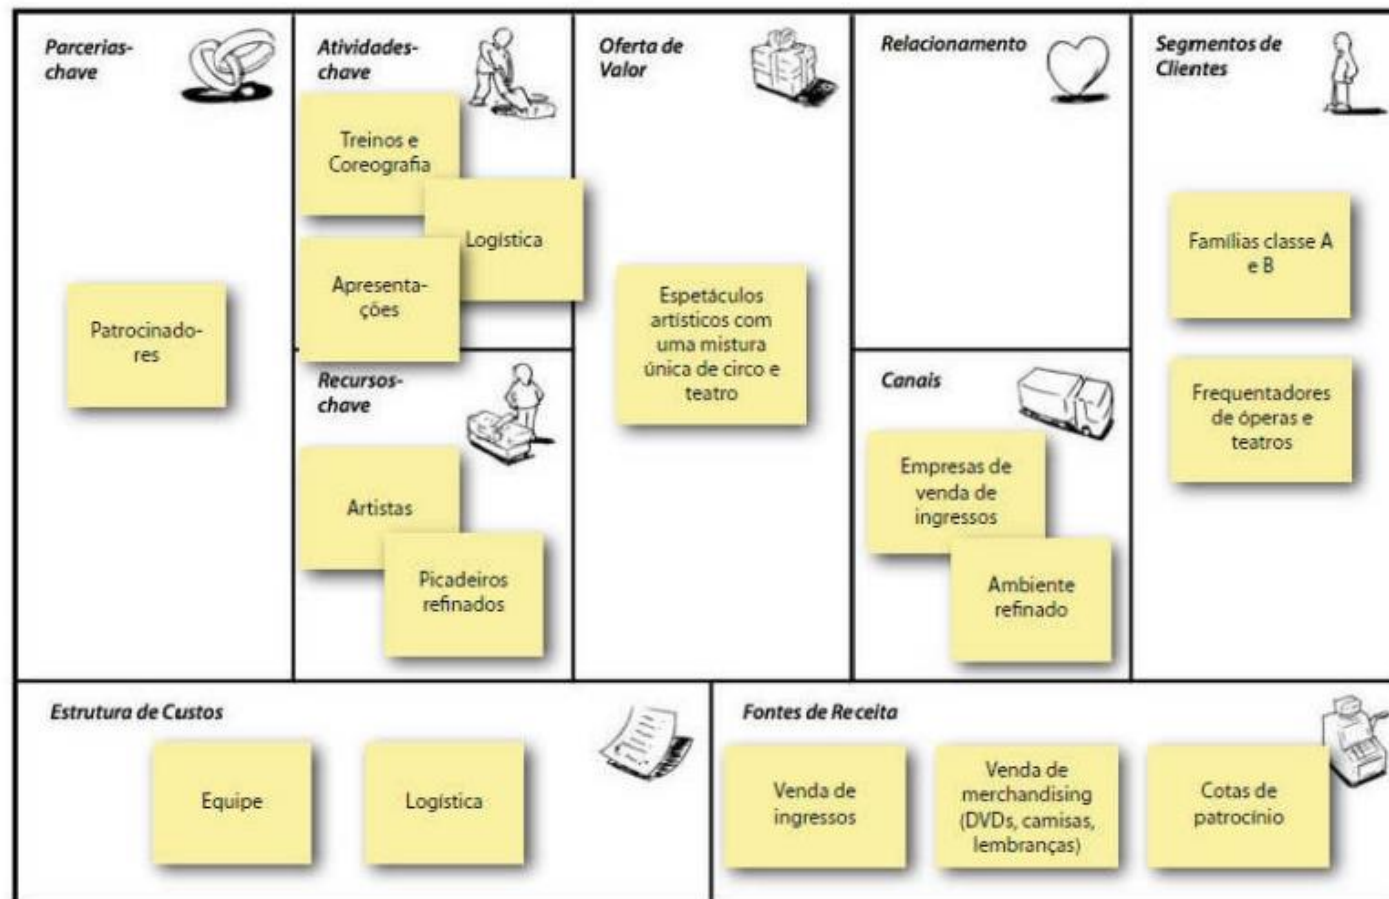 Parcerias-
chave
Patrocinado-
res
Atividades-
chave
Treinos e
Coreografia
Logística
Apresenta-
ções
Recursos-
chave
Artistas
Picadeiros
refinados
Oferta de
Valor
Espetáculos
artísticos com
uma mistura
única de circo e
teatro
Relacionamento
Canais
Empresas de
venda de
ingressos
Ambiente
refinado
Segmentos de
Clientes
Famílias classe A
e B
Frequentadores
de óperas e
teatros
Estrutura de Custos
Equipe
Logística
Fontes de Receita
Venda de
ingressos
Venda de
merchandising
(DVDs, camisas,
lembranças)
Cotas de
patrocínio